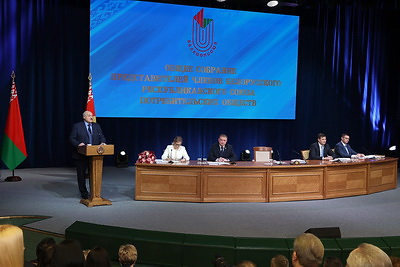 ОБЩЕЕ СОБРАНИЕ
ПРЕДСТАВИТЕЛЕЙ ЧЛЕНОВ БЕЛОРУССКОГО
РЕСПУБЛИКАНСКОГО СОЮЗА
ПОТРЕБИТЕЛЬСКИХ ОБЩЕСТВ